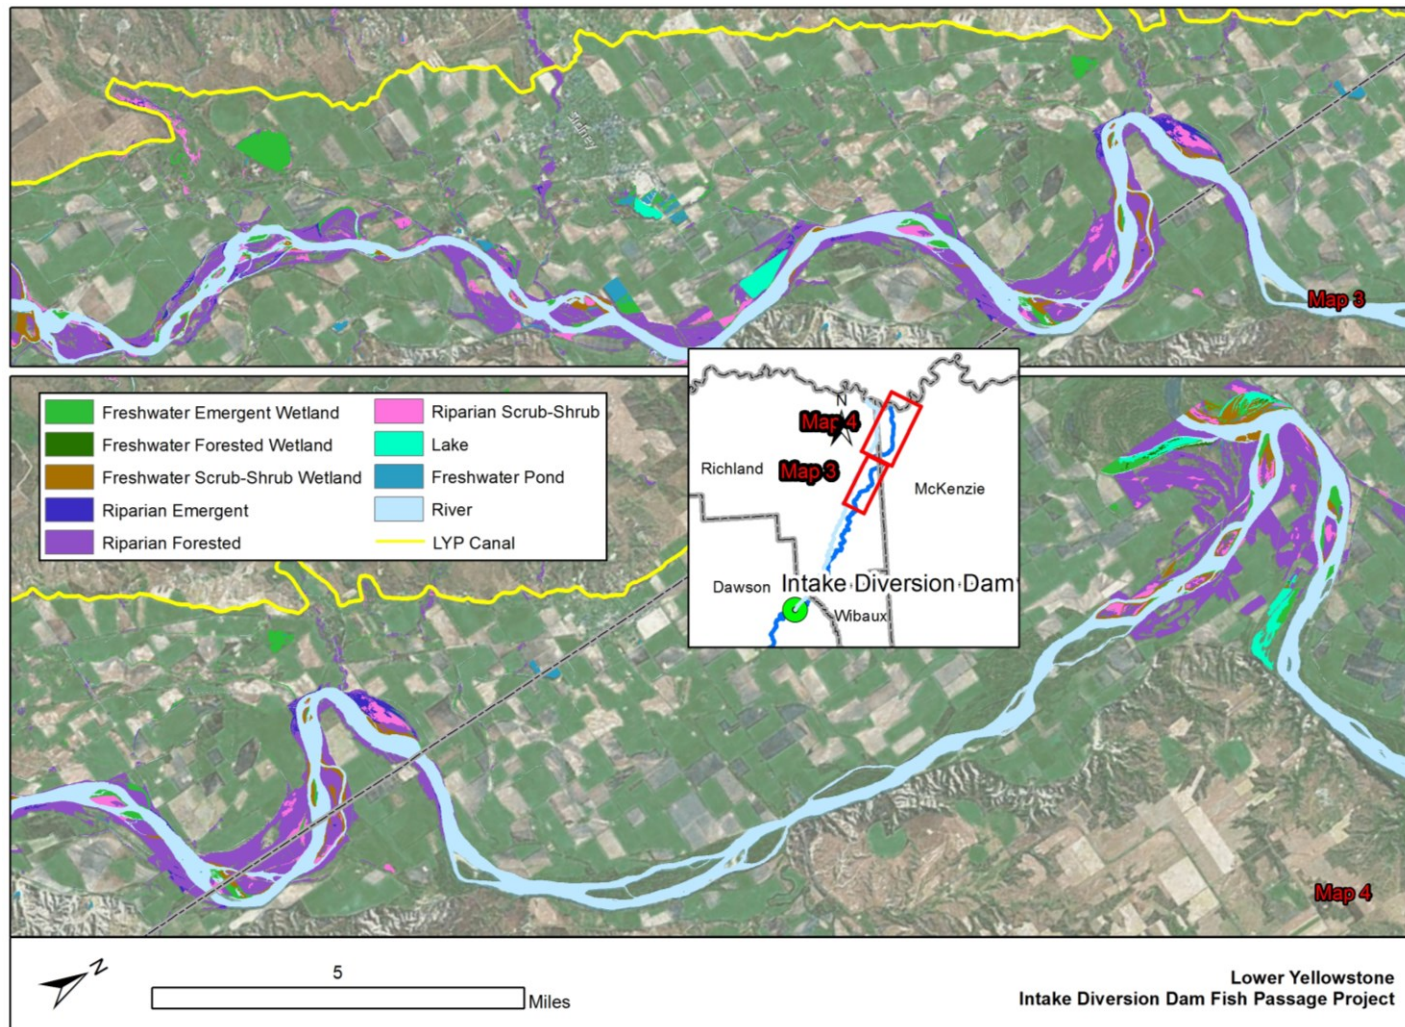 Sidney
Map 3
Freshwater Emergent Wetland
Freshwater Forested Wetland
Freshwater Scrub-Shrub Wetland
Riparian Emergent
Riparian Forested
Riparian Scrub-Shrub
Lake
Freshwater Pond
River
LYP Canal
N
Map 4
Map 3
Richland
McKenzie
Dawson
Intake Diversion Dam
Wibaux
Map 4
N
5
Miles
Lower Yellowstone
Intake Diversion Dam Fish Passage Project